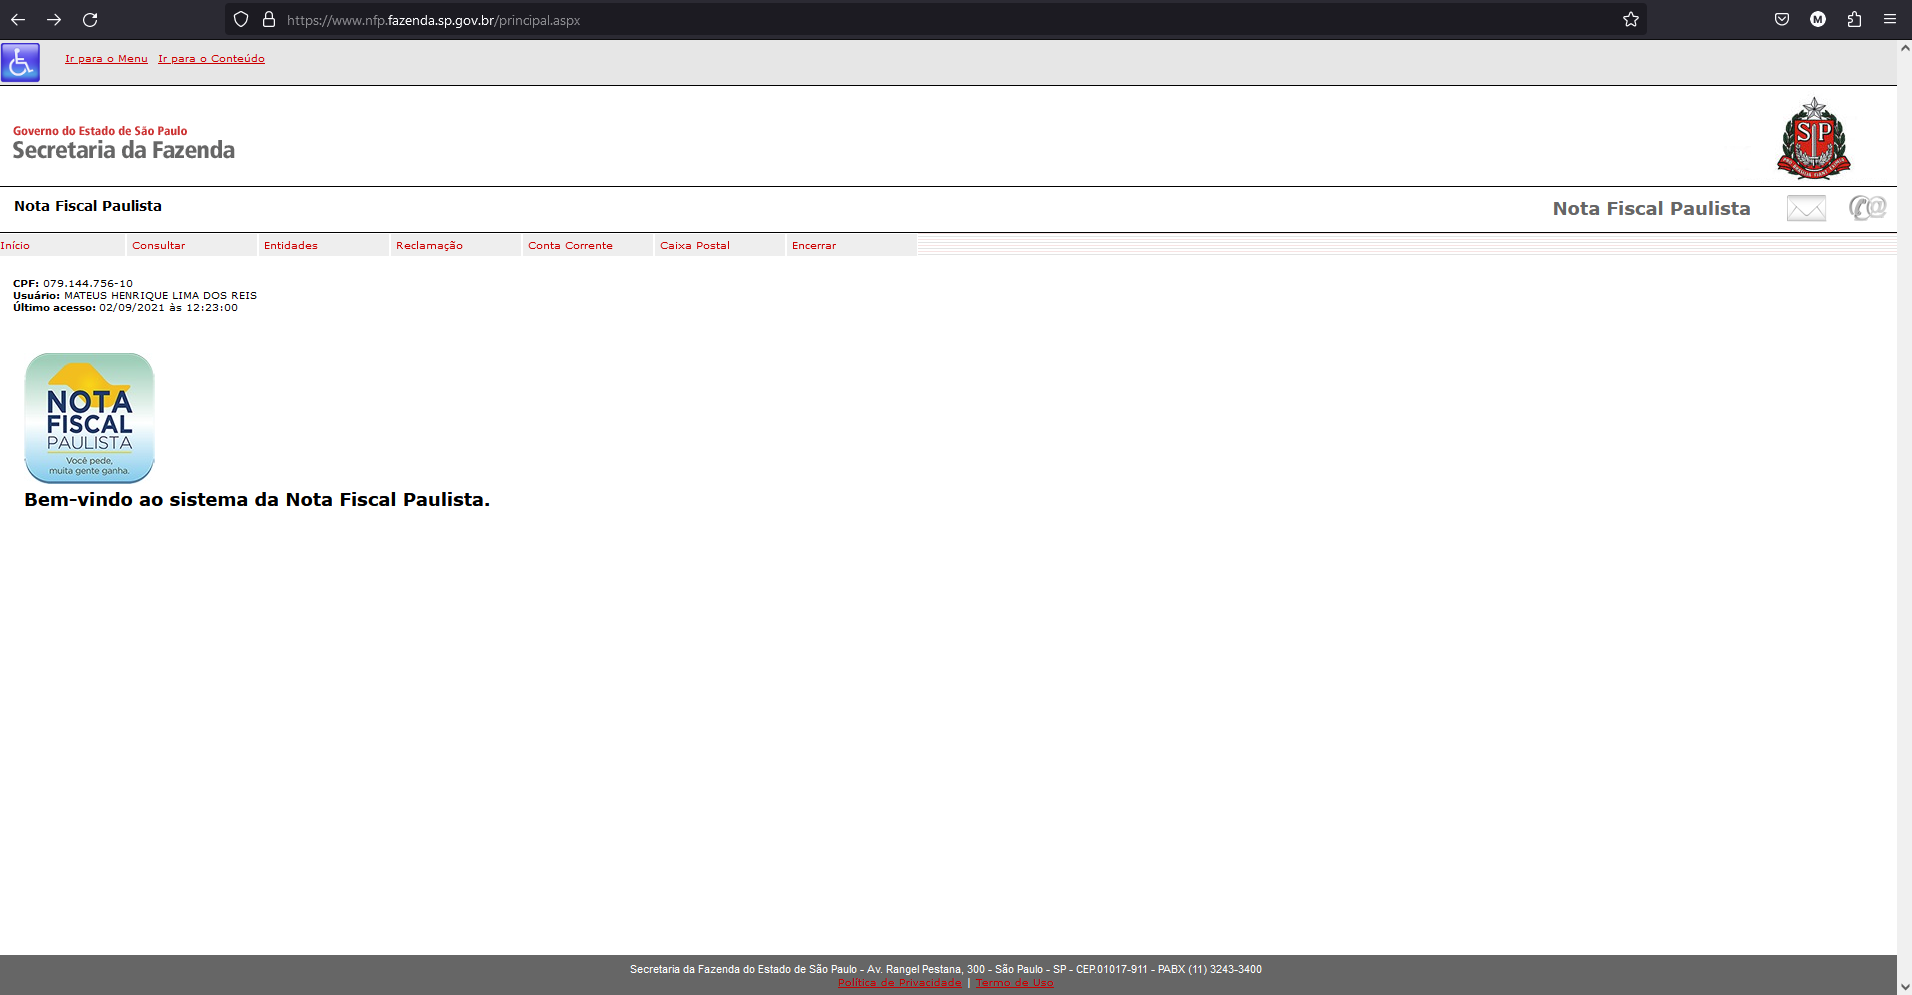 https://www.nfp.fazenda.sp.gov.br/principal.aspx
M
Ir para o Menu Ir para o Conteúdo
Governo do Estado de São Paulo
Secretaria da Fazenda
SP
Nota Fiscal Paulista
Nota Fiscal Paulista
Início Consultar Entidades Reclamação Conta Corrente Caixa Postal Encerrar
CPF: 079.144.756-10
Usuário: MATEUS HENRIQUE LIMA DOS REIS
Último acesso: 02/09/2021 às 12:23:00
NOTA
FISCAL
PAULISTA
Você pede,
muita gente ganha.
Bem-vindo ao sistema da Nota Fiscal Paulista.
Secretaria da Fazenda do Estado de São Paulo - Av. Rangel Pestana, 300 - São Paulo - SP - CEP.01017-911 - PABX (11) 3243-3400
Política de Privacidade | Termo de Uso